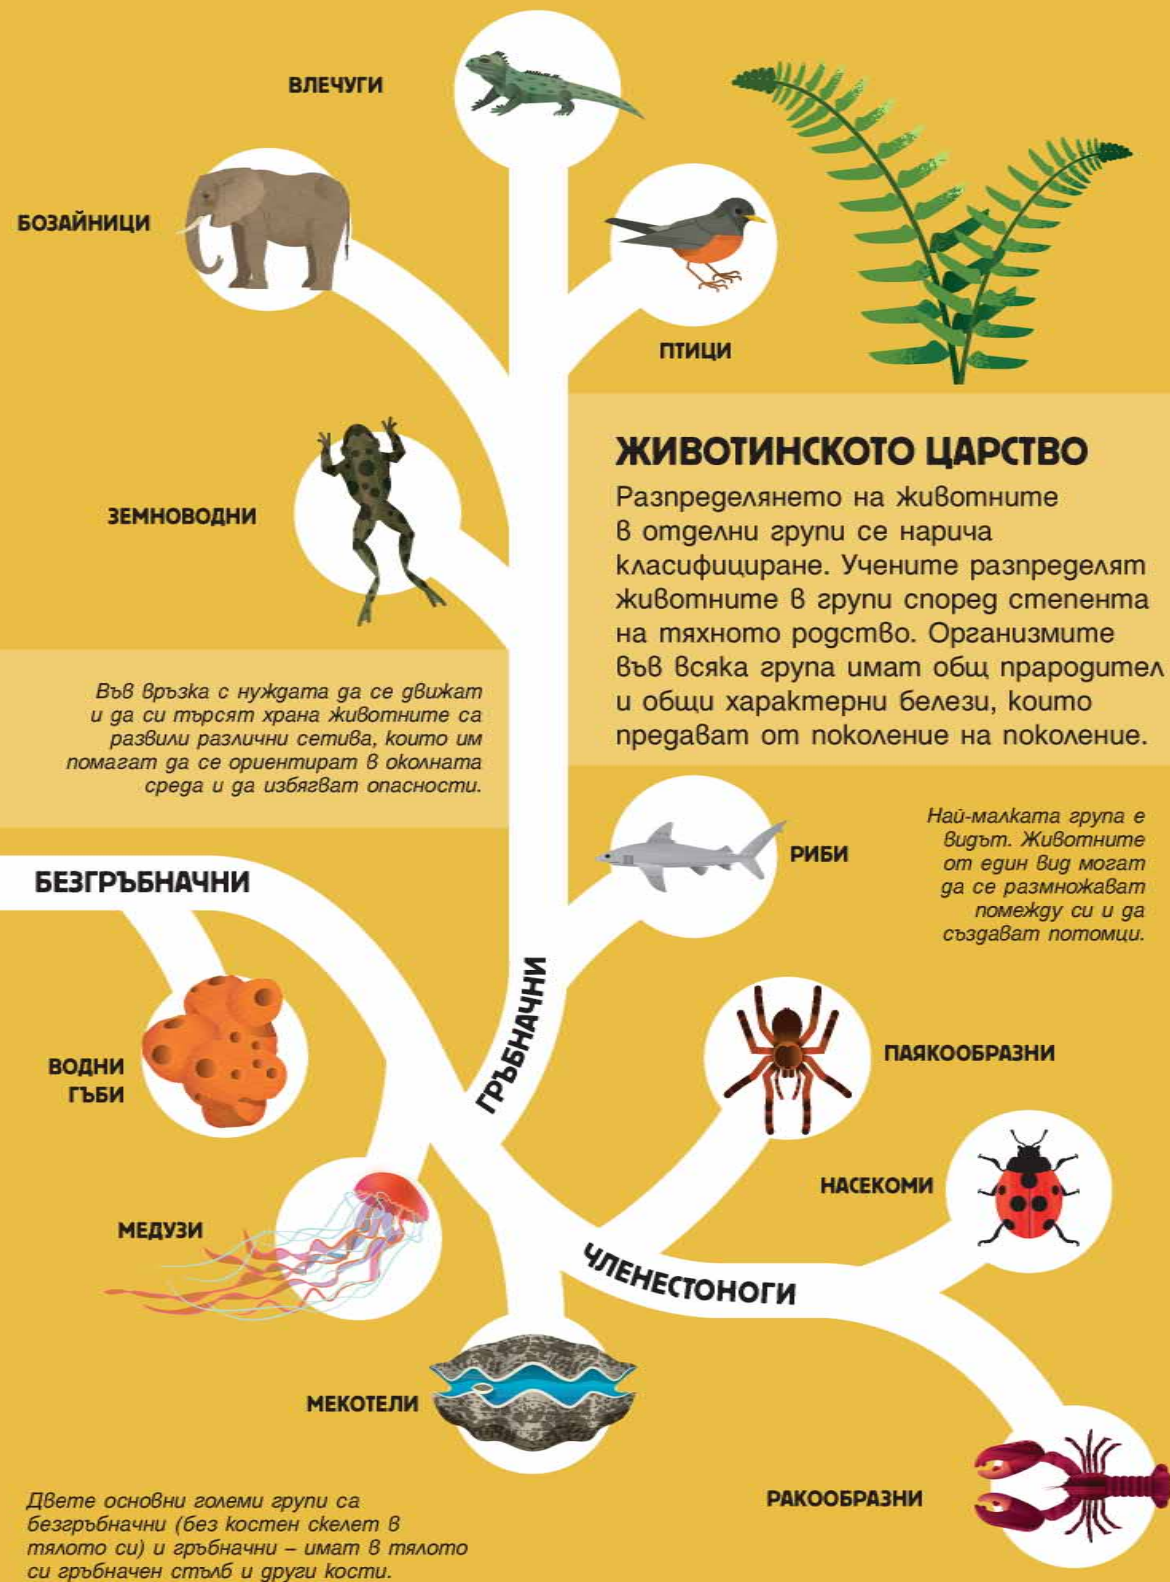 ВЛЕЧУГИ
БОЗАЙНИЦИ
ПТИЦИ
ЗЕМНОВОДНИ
ЖИВОТИНСКОТО ЦАРСТВО
Разпределянето на животните
в отделни групи се нарича
класифициране. Учените разпределят
животните в групи според степента
на тяхното родство. Организмите
във всяка група имат общ прародител
и общи характерни белези, които
предават от поколение на поколение.
Във връзка с нуждата да се движат
и да си търсят храна животните са
развили различни сетива, които им
помагат да се ориентират в околната
среда и да избягват опасности.
РИБИ
Най-малката група е
видът. Животните
от един вид могат
да се размножават
помежду си и да
създават потомци.
БЕЗГРЪБНАЧНИ
ГРЪБНАЧНИ
ВОДНИ
ГЪБИ
ПАЯКООБРАЗНИ
НАСЕКОМИ
МЕДУЗИ
ЧЛЕНЕСТОНОГИ
МЕКОТЕЛИ
РАКООБРАЗНИ
Двете основни големи групи са
безгръбначни (без костен скелет в
тялото си) и гръбначни – имат в тялото
си гръбначен стълб и други кости.